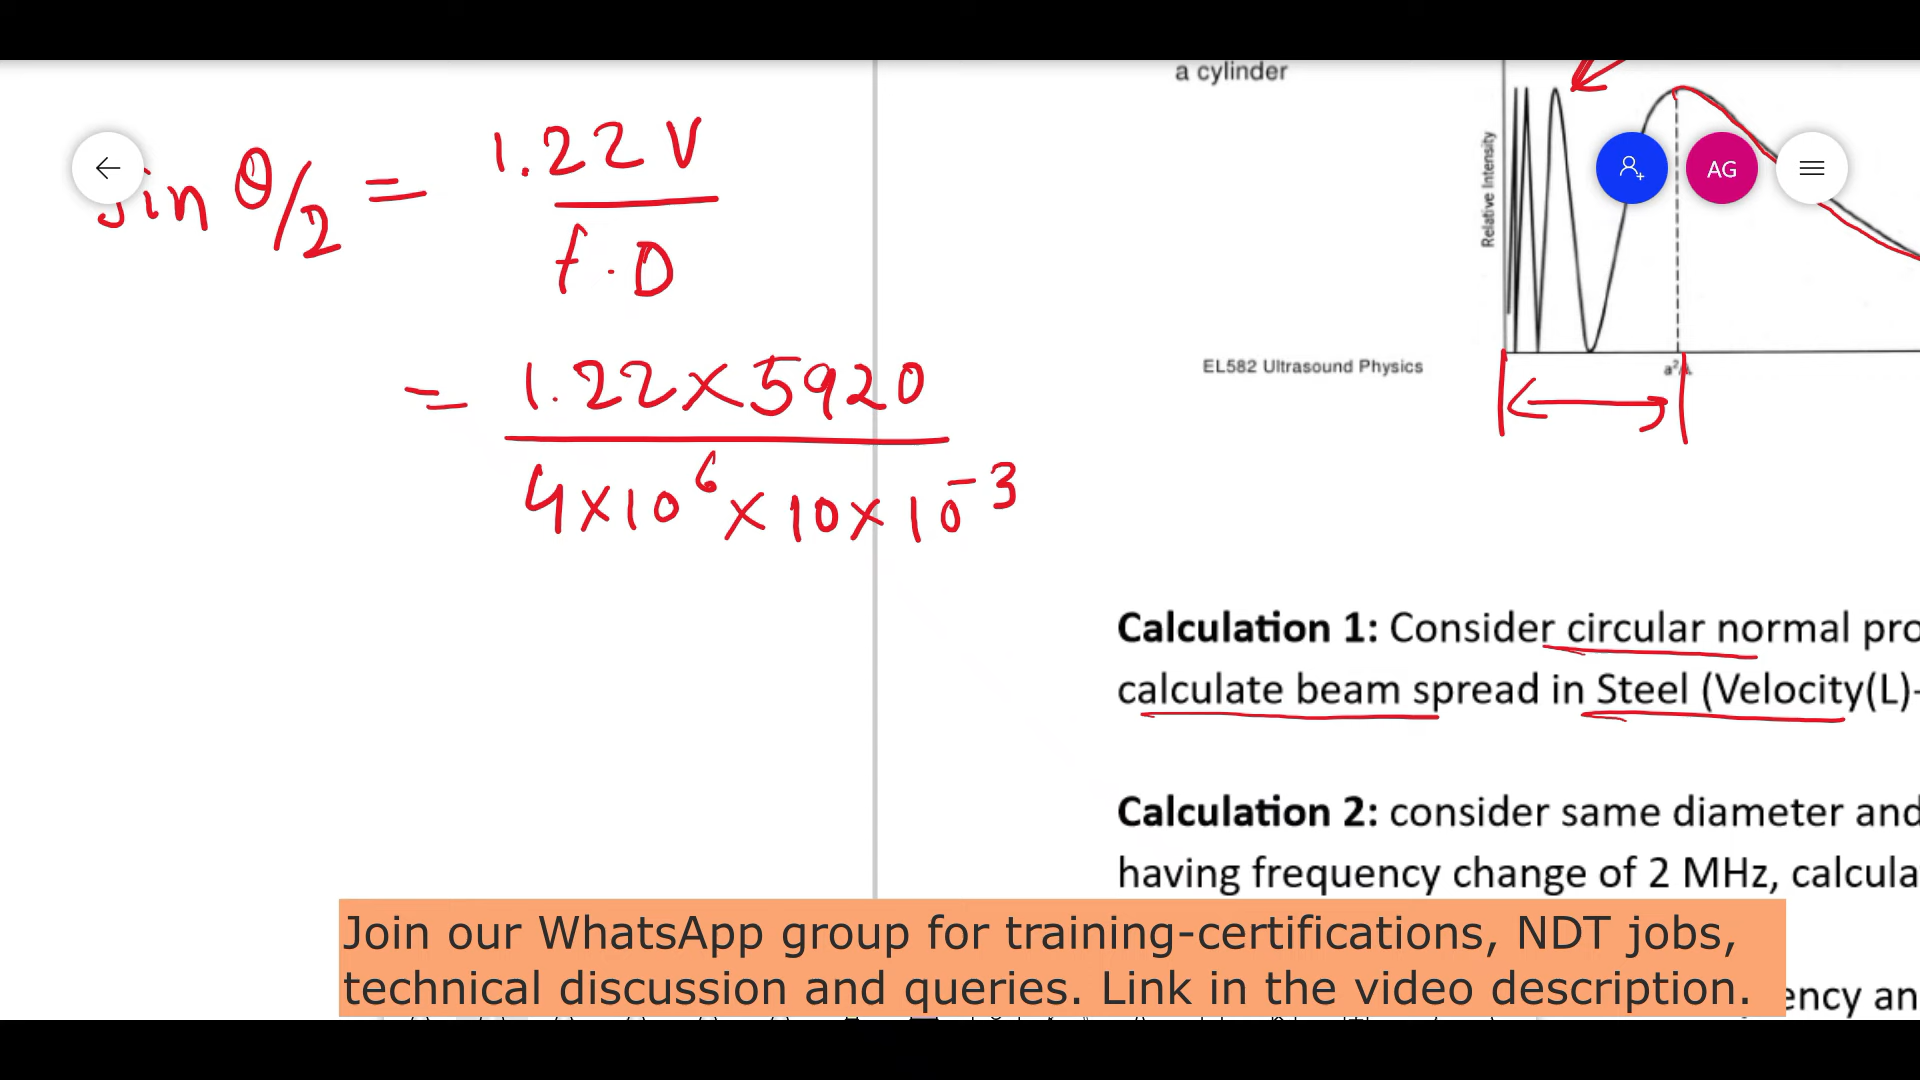 sin θ/2 = 1.22 V
f . D
= 1.22 × 5920
4 × 10⁶ × 10 × 10⁻³
a cylinder
Relative Intensity
AG
EL582 Ultrasound Physics
Calculation 1: Consider circular normal pro
calculate beam spread in Steel (Velocity(L)-
Calculation 2: consider same diameter and
having frequency change of 2 MHz, calcula
Join our WhatsApp group for training-certifications, NDT jobs,
technical discussion and queries. Link in the video description.
ency an